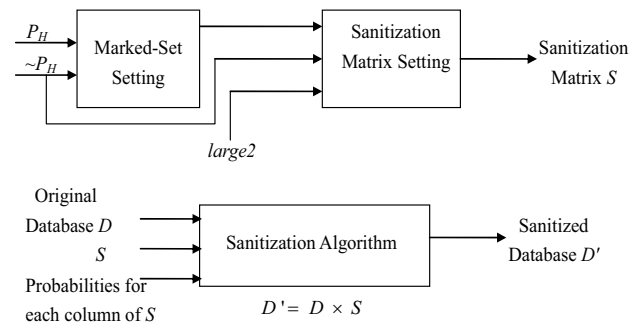 P_H
~P_H
Marked-Set
Setting
Sanitization
Matrix Setting
large2
Sanitization
Matrix S
Original
Database D
S
Probabilities for
each column of S
Sanitization Algorithm
D' = D × S
Sanitized
Database D'